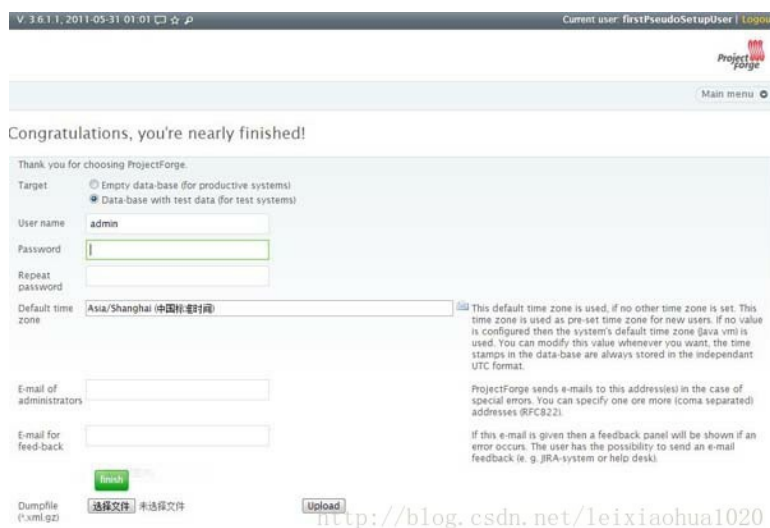 V. 3.6.1.1, 2011-05-31 01:01
Current user: firstPseudoSetupUser | Logou
Project Forge
Main menu
Congratulations, you're nearly finished!
Thank you for choosing ProjectForge.
Target
Empty data-base (for productive systems)
Data-base with test data (for test systems)
User name
admin
Password
Repeat password
Default time zone
Asia/Shanghai (中国标准时间)
This default time zone is used, if no other time zone is set. This
time zone is used as pre-set time zone for new users. If no value
is configured then the system's default time zone (Java vm) is
used. You can modify this value whenever you want, the time
stamps in the data-base are always stored in the independant
UTC format.
E-mail of administrators
ProjectForge sends e-mails to this address(es) in the case of
special errors. You can specify one ore more (coma separated)
addresses (RFC822).
E-mail for feed-back
If this e-mail is given then a feedback panel will be shown if an
error occurs. The user has the possibility to send an e-mail
feedback (e. g. JIRA-system or help desk).
finish
Dumpfile (*.xml.gz)
选择文件 未选择文件
Upload
http://blog.csdn.net/leixiaohua1020